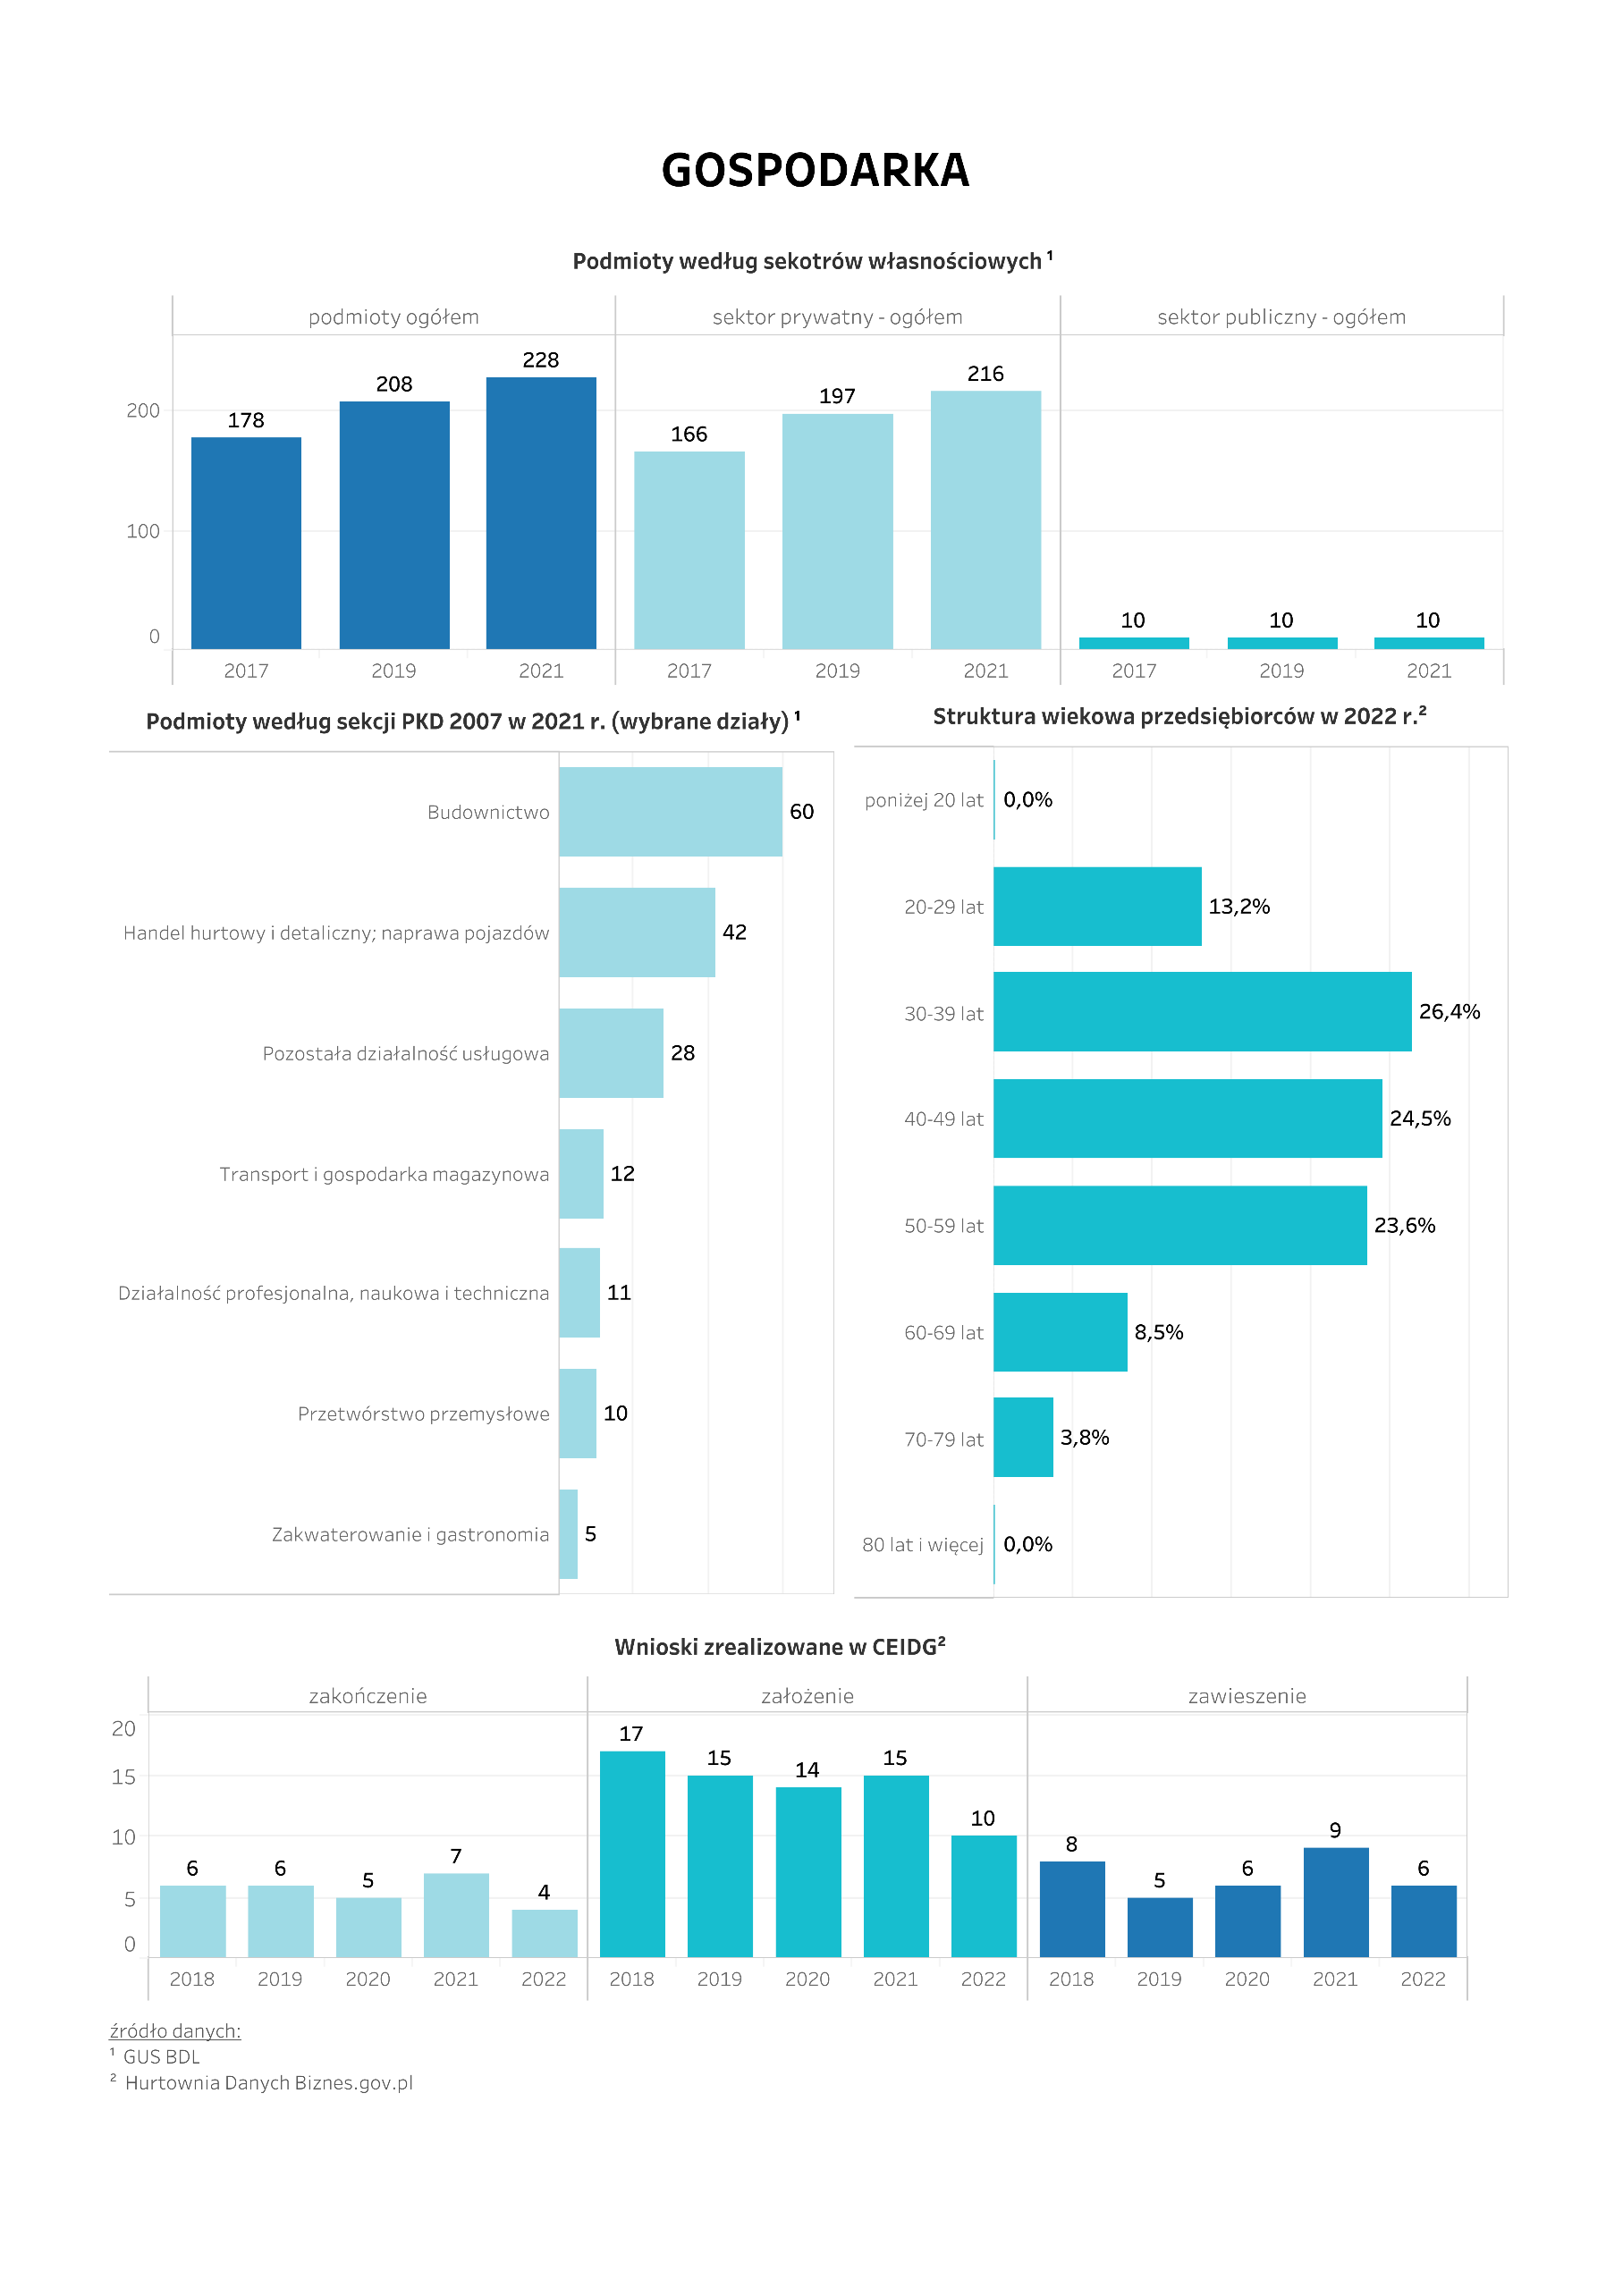 GOSPODARKA
Podmioty według sekotrów własnościowych ¹
podmioty ogółem
sektor prywatny - ogółem
sektor publiczny - ogółem
200
100
0
178
208
228
166
197
216
10
10
10
2017
2019
2021
2017
2019
2021
2017
2019
2021
Podmioty według sekcji PKD 2007 w 2021 r. (wybrane działy) ¹
Budownictwo 60
Handel hurtowy i detaliczny; naprawa pojazdów 42
Pozostała działalność usługowa 28
Transport i gospodarka magazynowa 12
Działalność profesjonalna, naukowa i techniczna 11
Przetwórstwo przemysłowe 10
Zakwaterowanie i gastronomia 5
Struktura wiekowa przedsiębiorców w 2022 r.²
poniżej 20 lat 0,0%
20-29 lat 13,2%
30-39 lat 26,4%
40-49 lat 24,5%
50-59 lat 23,6%
60-69 lat 8,5%
70-79 lat 3,8%
80 lat i więcej 0,0%
Wnioski zrealizowane w CEIDG²
zakończenie
założenie
zawieszenie
20
15
10
5
0
6
6
5
7
4
17
15
14
15
10
8
5
6
9
6
2018
2019
2020
2021
2022
2018
2019
2020
2021
2022
2018
2019
2020
2021
2022
źródło danych:
¹ GUS BDL
² Hurtownia Danych Biznes.gov.pl